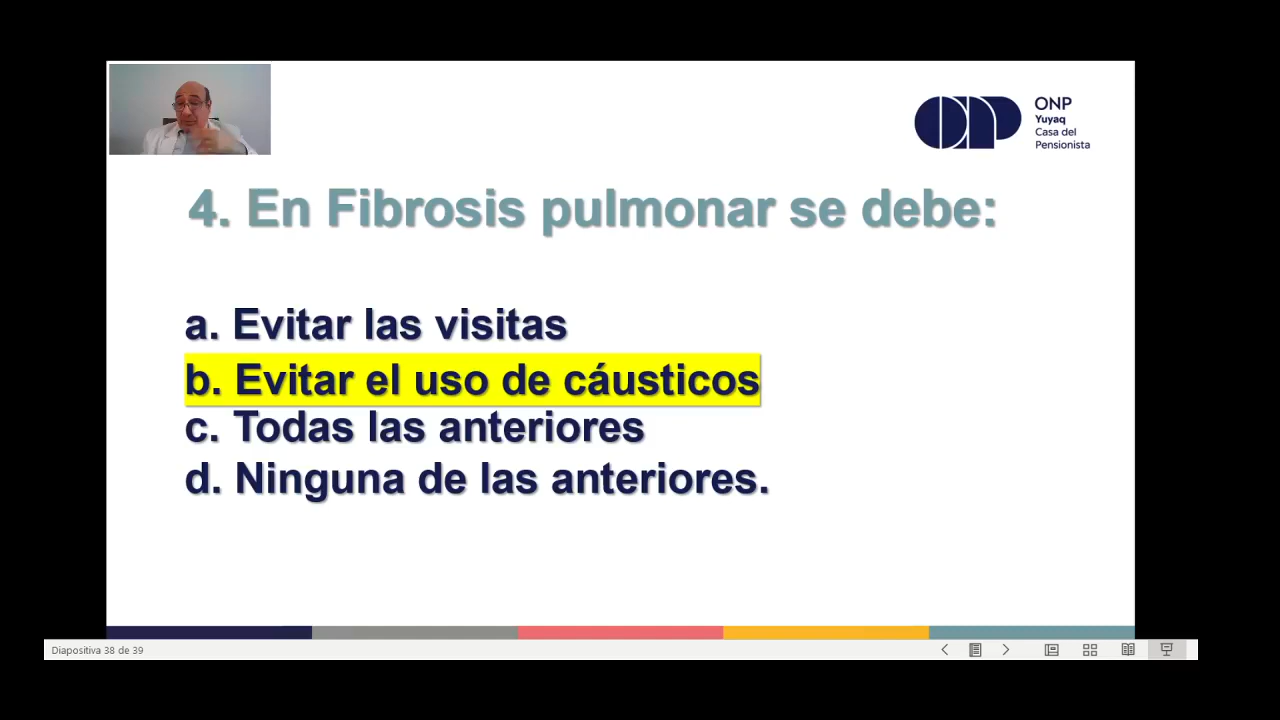 ONP
Yuyaq
Casa del
Pensionista
4. En Fibrosis pulmonar se debe:
a. Evitar las visitas
b. Evitar el uso de cáusticos
c. Todas las anteriores
d. Ninguna de las anteriores.
Diapositiva 38 de 39